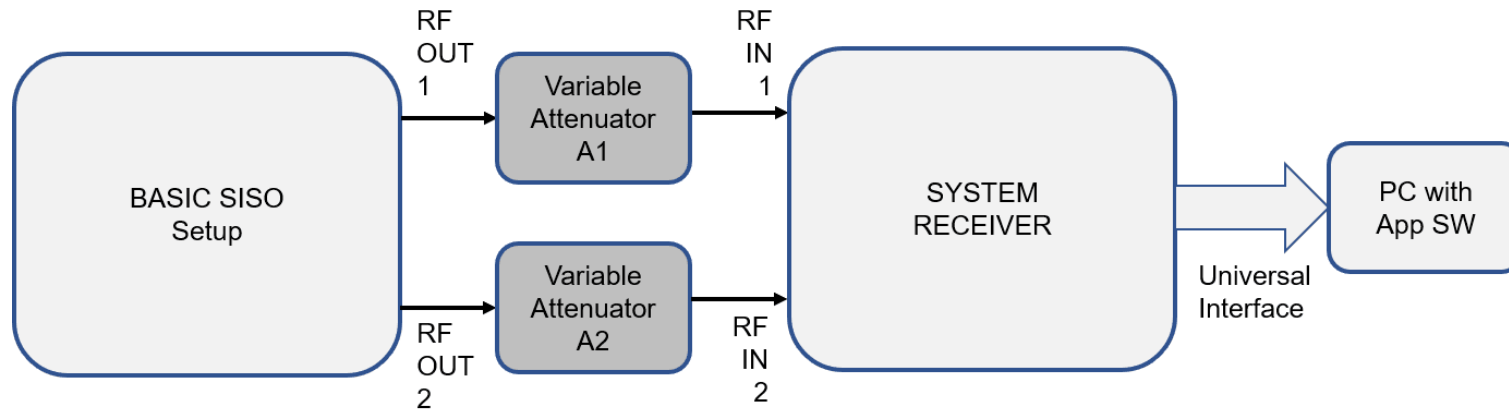 RF
OUT
1
Variable
Attenuator
A1
RF
IN
1
BASIC SISO
Setup
SYSTEM
RECEIVER
PC with
App SW
Universal
Interface
RF
OUT
2
Variable
Attenuator
A2
RF
IN
2